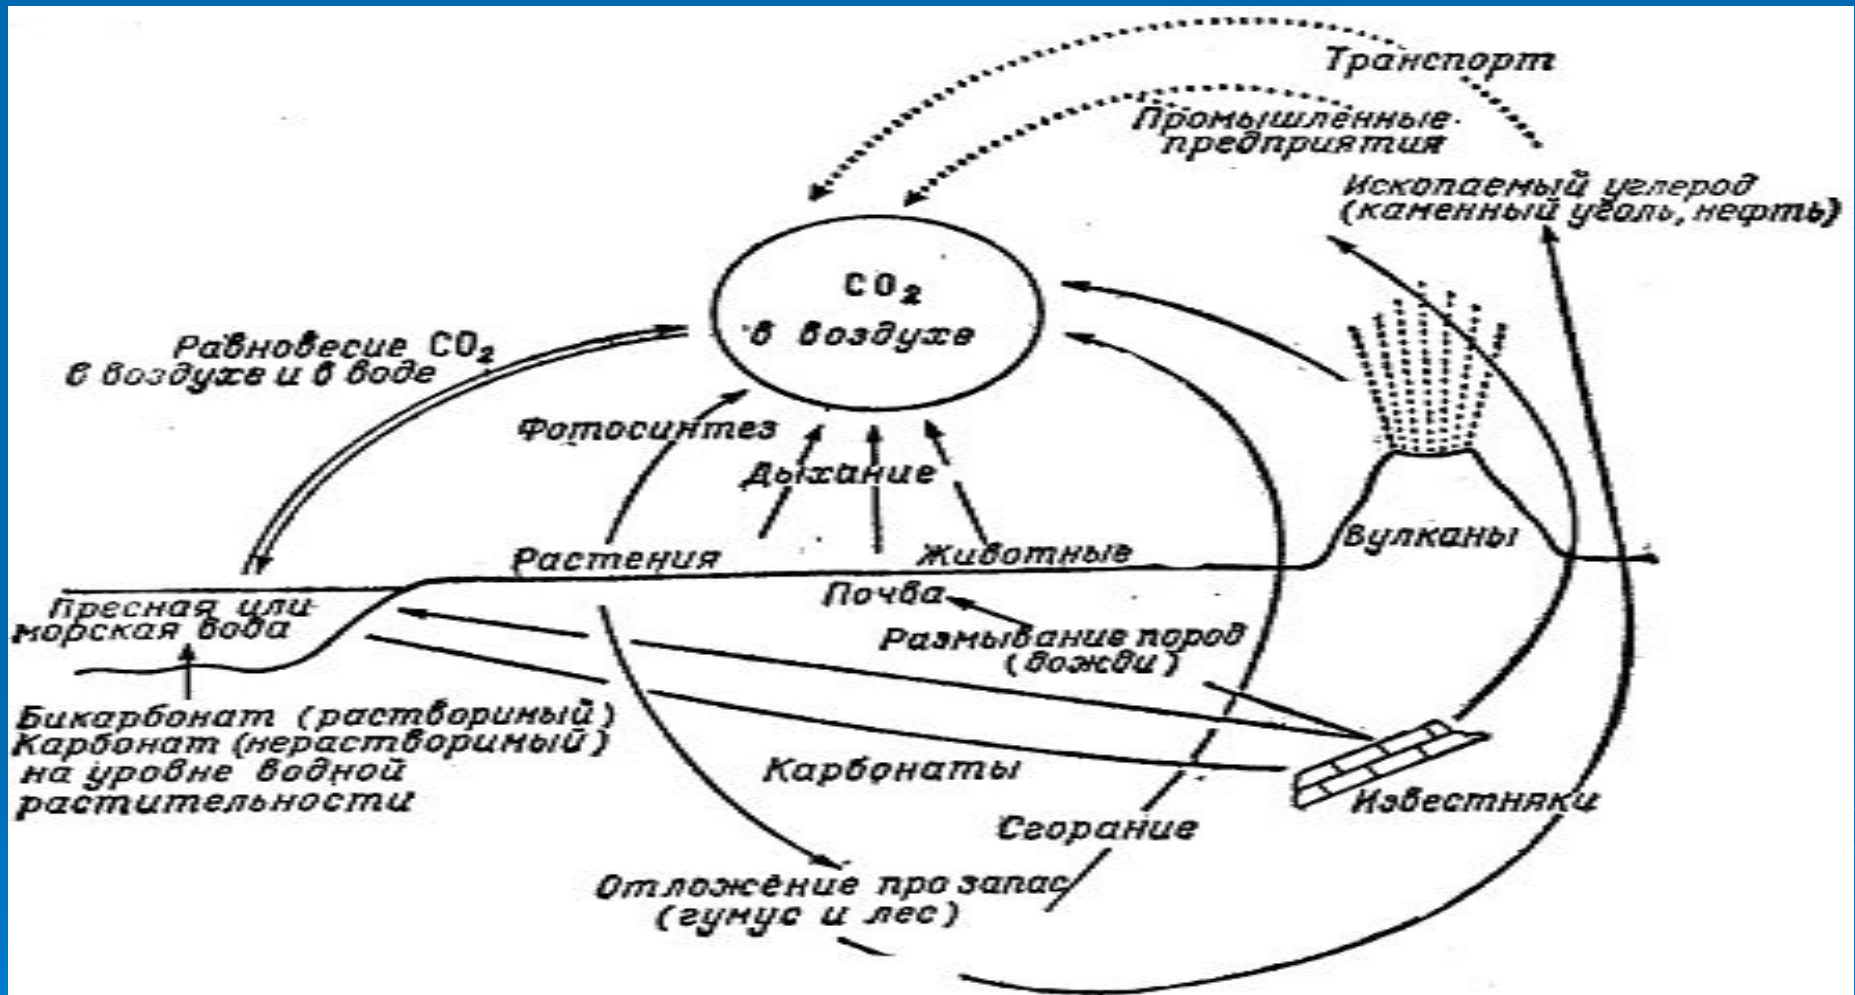 Транспорт
Промышленные
предприятия
Ископаемый углерод
(каменный уголь, нефть)
CO₂
в воздухе
Равновесие CO₂
в воздухе и в воде
Фотосинтез
Дыхание
Растения
Животные
Вулканы
Почва
Пресная или
морская вода
Размывание пород
(дожди)
Бикарбонат (растворимый)
Карбонат (нерастворимый)
на уровне водной
растительности
Карбонаты
Известняки
Сгорание
Отложение про запас
(гумус и лес)